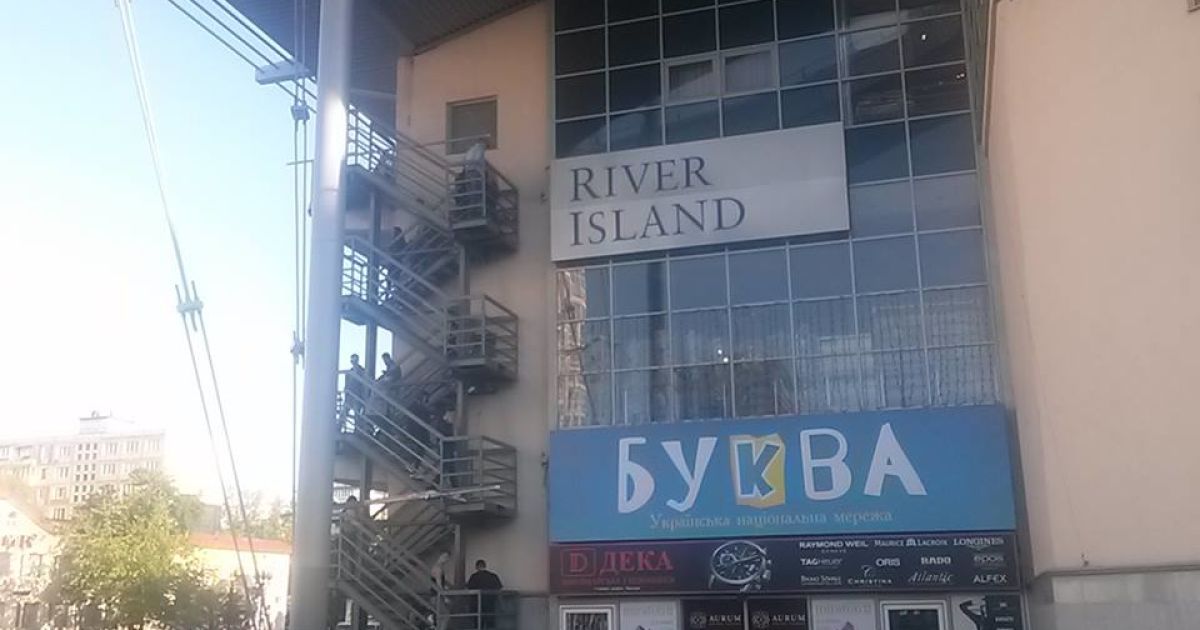 RIVER
ISLAND
БУКВА
Українська національна мережа
D ДЕКА
RAYMOND WEIL
GENEVE
MAURICE LACROIX
LONGINES
TAGHeuer
ORIS
RADO
epos
CHRISTINA
Atlantic
ALFEX
AURUM
AURUM